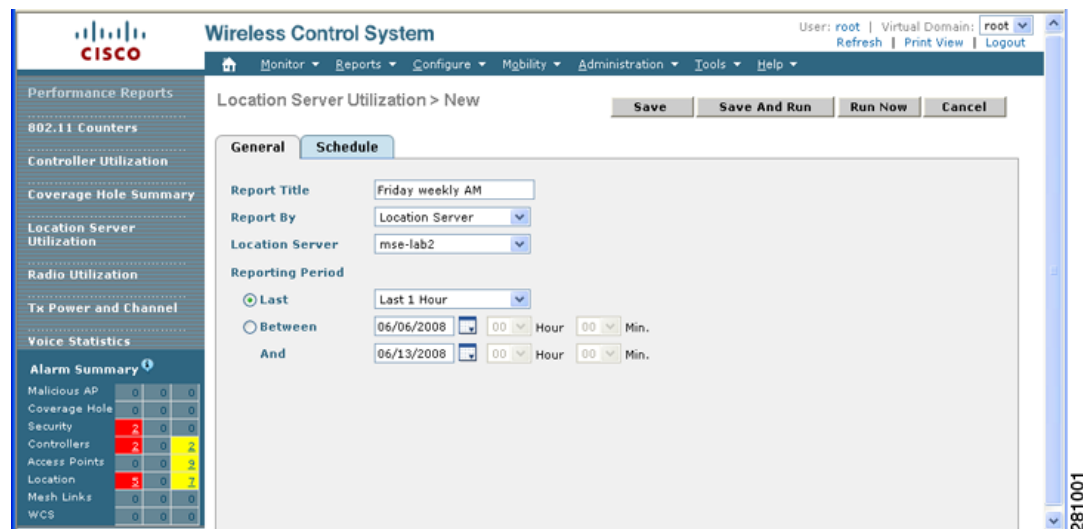 CISCO
Wireless Control System
User: root | Virtual Domain: root
Refresh | Print View | Logout
Monitor Reports Configure Mobility Administration Tools Help
Performance Reports
802.11 Counters
Controller Utilization
Coverage Hole Summary
Location Server
Utilization
Radio Utilization
Tx Power and Channel
Voice Statistics
Alarm Summary
Malicious AP 0 0 0
Coverage Hole 0 0 0
Security 2 0 0
Controllers 2 0 2
Access Points 0 0 9
Location 5 0 7
Mesh Links 0 0 0
WCS 0 0 0
Location Server Utilization > New
Save Save And Run Run Now Cancel
General Schedule
Report Title Friday weekly AM
Report By Location Server
Location Server mse-lab2
Reporting Period
Last Last 1 Hour
Between 06/06/2008 00 Hour 00 Min.
And 06/13/2008 00 Hour 00 Min.
281001